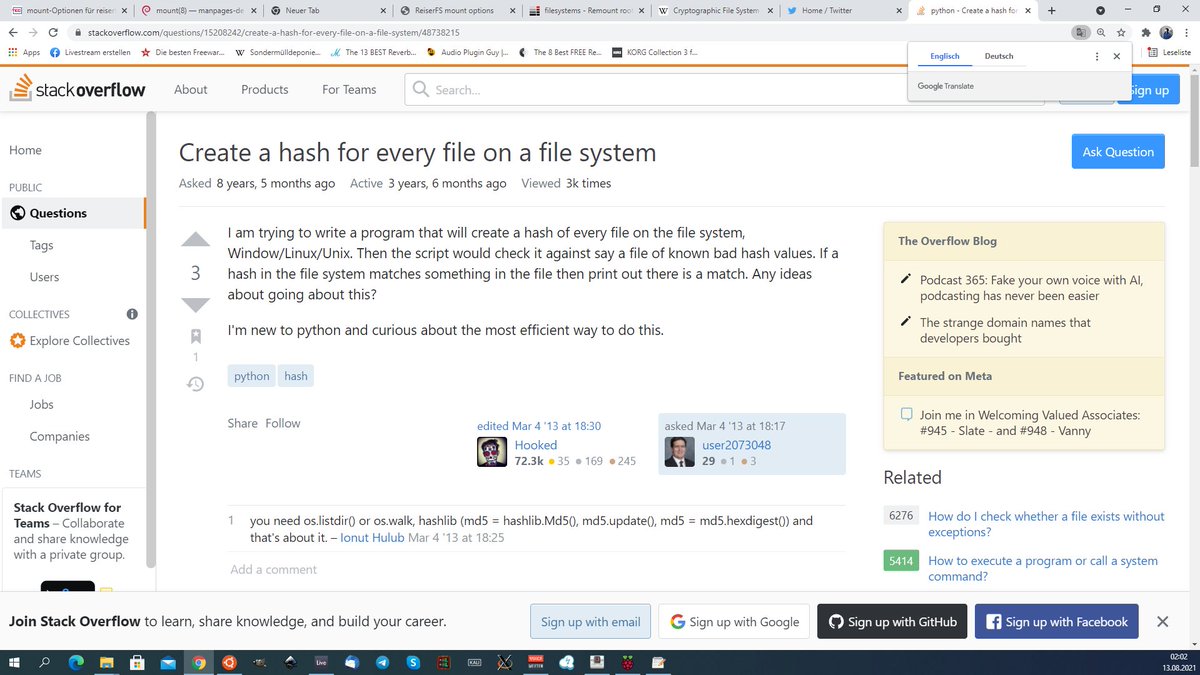 mount-Optionen für reiser
mount(8) — manpages-de
Neuer Tab
ReiserFS mount options
filesystems - Remount roo
Cryptographic File System
Home / Twitter
python - Create a hash for
stackoverflow.com/questions/15208242/create-a-hash-for-every-file-on-a-file-system/48738215
Apps
Livestream erstellen
Die besten Freewar...
Sondermülldeponie...
The 13 BEST Reverb...
Audio Plugin Guy |...
The 8 Best FREE Re...
KORG Collection 3 f...
Leseliste
Englisch
Deutsch
Google Translate
stackoverflow
About
Products
For Teams
Search...
Sign up
Home
PUBLIC
Questions
Tags
Users
COLLECTIVES
Explore Collectives
FIND A JOB
Jobs
Companies
TEAMS
Stack Overflow for
Teams – Collaborate
and share knowledge
with a private group.
Create a hash for every file on a file system
Ask Question
Asked 8 years, 5 months ago Active 3 years, 6 months ago Viewed 3k times
3
1
I am trying to write a program that will create a hash of every file on the file system,
Window/Linux/Unix. Then the script would check it against say a file of known bad hash values. If a
hash in the file system matches something in the file then print out there is a match. Any ideas
about going about this?
I'm new to python and curious about the most efficient way to do this.
python hash
Share Follow
edited Mar 4 '13 at 18:30
Hooked
72.3k 35 169 245
asked Mar 4 '13 at 18:17
user2073048
29 1 3
1 you need os.listdir() or os.walk, hashlib (md5 = hashlib.Md5(), md5.update(), md5 = md5.hexdigest()) and
that's about it. – Ionut Hulub Mar 4 '13 at 18:25
Add a comment
The Overflow Blog
Podcast 365: Fake your own voice with AI,
podcasting has never been easier
The strange domain names that
developers bought
Featured on Meta
Join me in Welcoming Valued Associates:
#945 - Slate - and #948 - Vanny
Related
6276 How do I check whether a file exists without
exceptions?
5414 How to execute a program or call a system
command?
Join Stack Overflow to learn, share knowledge, and build your career.
Sign up with email
Sign up with Google
Sign up with GitHub
Sign up with Facebook
Live
KALI
02:02
13.08.2021